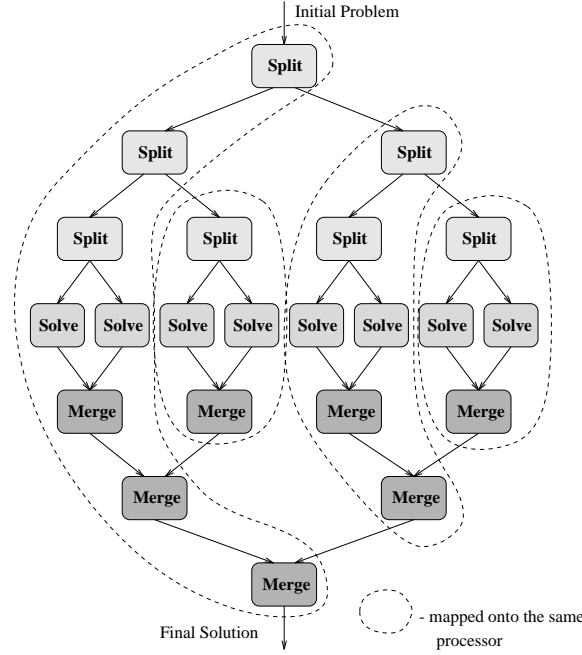 Initial Problem
Split
Split
Split
Split
Split
Split
Split
Solve
Solve
Solve
Solve
Solve
Solve
Solve
Solve
Merge
Merge
Merge
Merge
Merge
Merge
Merge
Final Solution
- mapped onto the same
processor